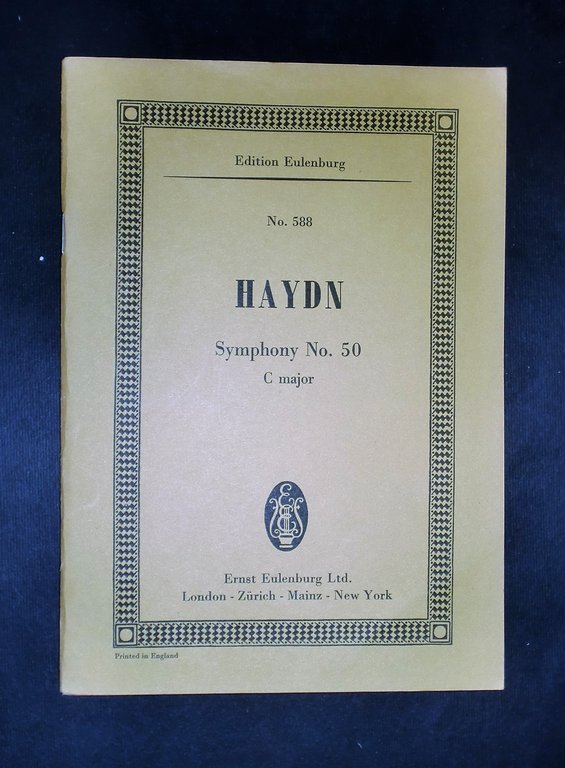 Edition Eulenburg
No. 588
HAYDN
Symphony No. 50
C major
Ernst Eulenburg Ltd.
London - Zürich - Mainz - New York
Printed in England